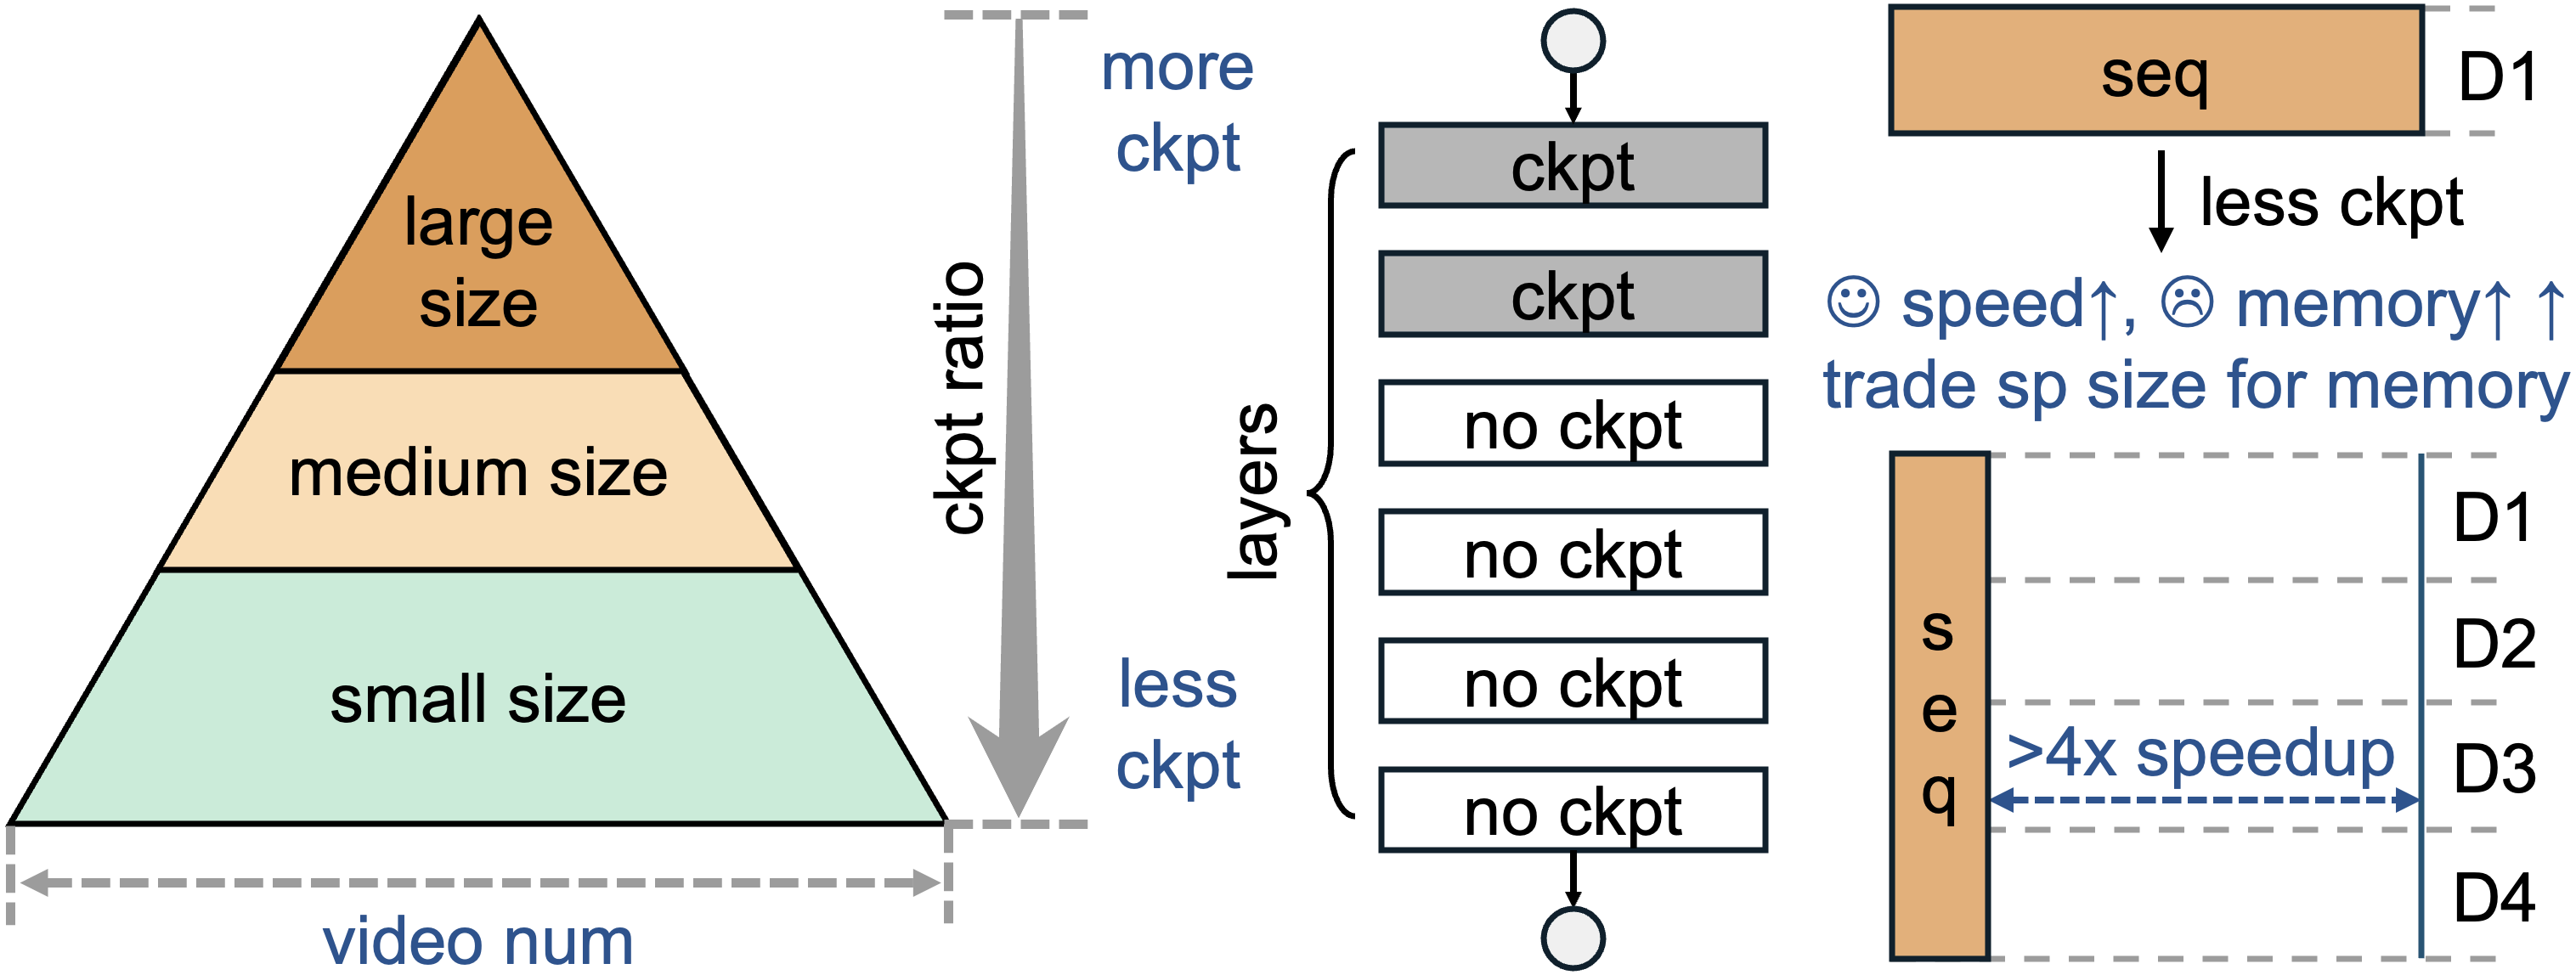 large
size
medium size
small size
video num
ckpt ratio
more
ckpt
less
ckpt
layers
ckpt
ckpt
no ckpt
no ckpt
no ckpt
no ckpt
seq
D1
less ckpt
☺ speed↑, ☹ memory↑ ↑
trade sp size for memory
seq
>4x speedup
D1
D2
D3
D4